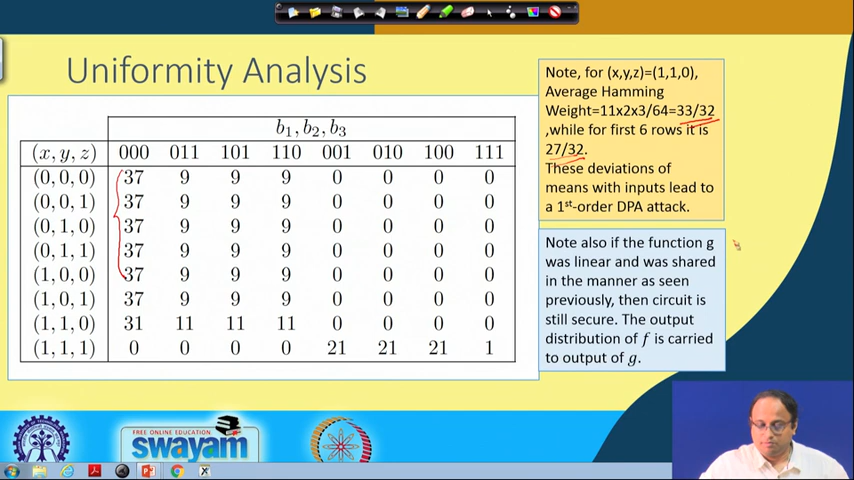 Uniformity Analysis
b1, b2, b3
(x, y, z) 000 011 101 110 001 010 100 111
(0, 0, 0) 37 9 9 9 0 0 0 0
(0, 0, 1) 37 9 9 9 0 0 0 0
(0, 1, 0) 37 9 9 9 0 0 0 0
(0, 1, 1) 37 9 9 9 0 0 0 0
(1, 0, 0) 37 9 9 9 0 0 0 0
(1, 0, 1) 37 9 9 9 0 0 0 0
(1, 1, 0) 31 11 11 11 0 0 0 0
(1, 1, 1) 0 0 0 0 21 21 21 1
Note, for (x,y,z)=(1,1,0),
Average Hamming
Weight=11x2x3/64=33/32
,while for first 6 rows it is
27/32.
These deviations of
means with inputs lead to
a 1st-order DPA attack.
Note also if the function g
was linear and was shared
in the manner as seen
previously, then circuit is
still secure. The output
distribution of f is carried
to output of g.
FREE ONLINE EDUCATION
swayam